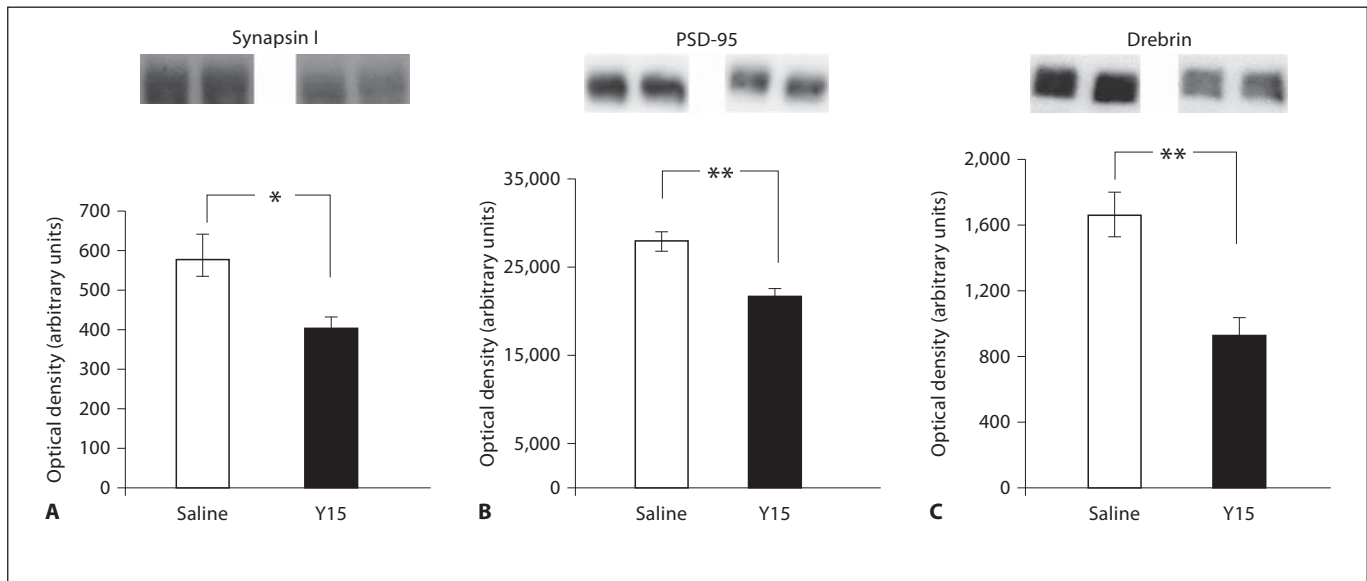 Synapsin I
*
Optical density (arbitrary units)
700
600
500
400
300
200
100
0
Saline Y15
A
PSD-95
**
Optical density (arbitrary units)
35,000
25,000
15,000
5,000
0
Saline Y15
B
Drebrin
**
Optical density (arbitrary units)
2,000
1,600
1,200
800
400
0
Saline Y15
C